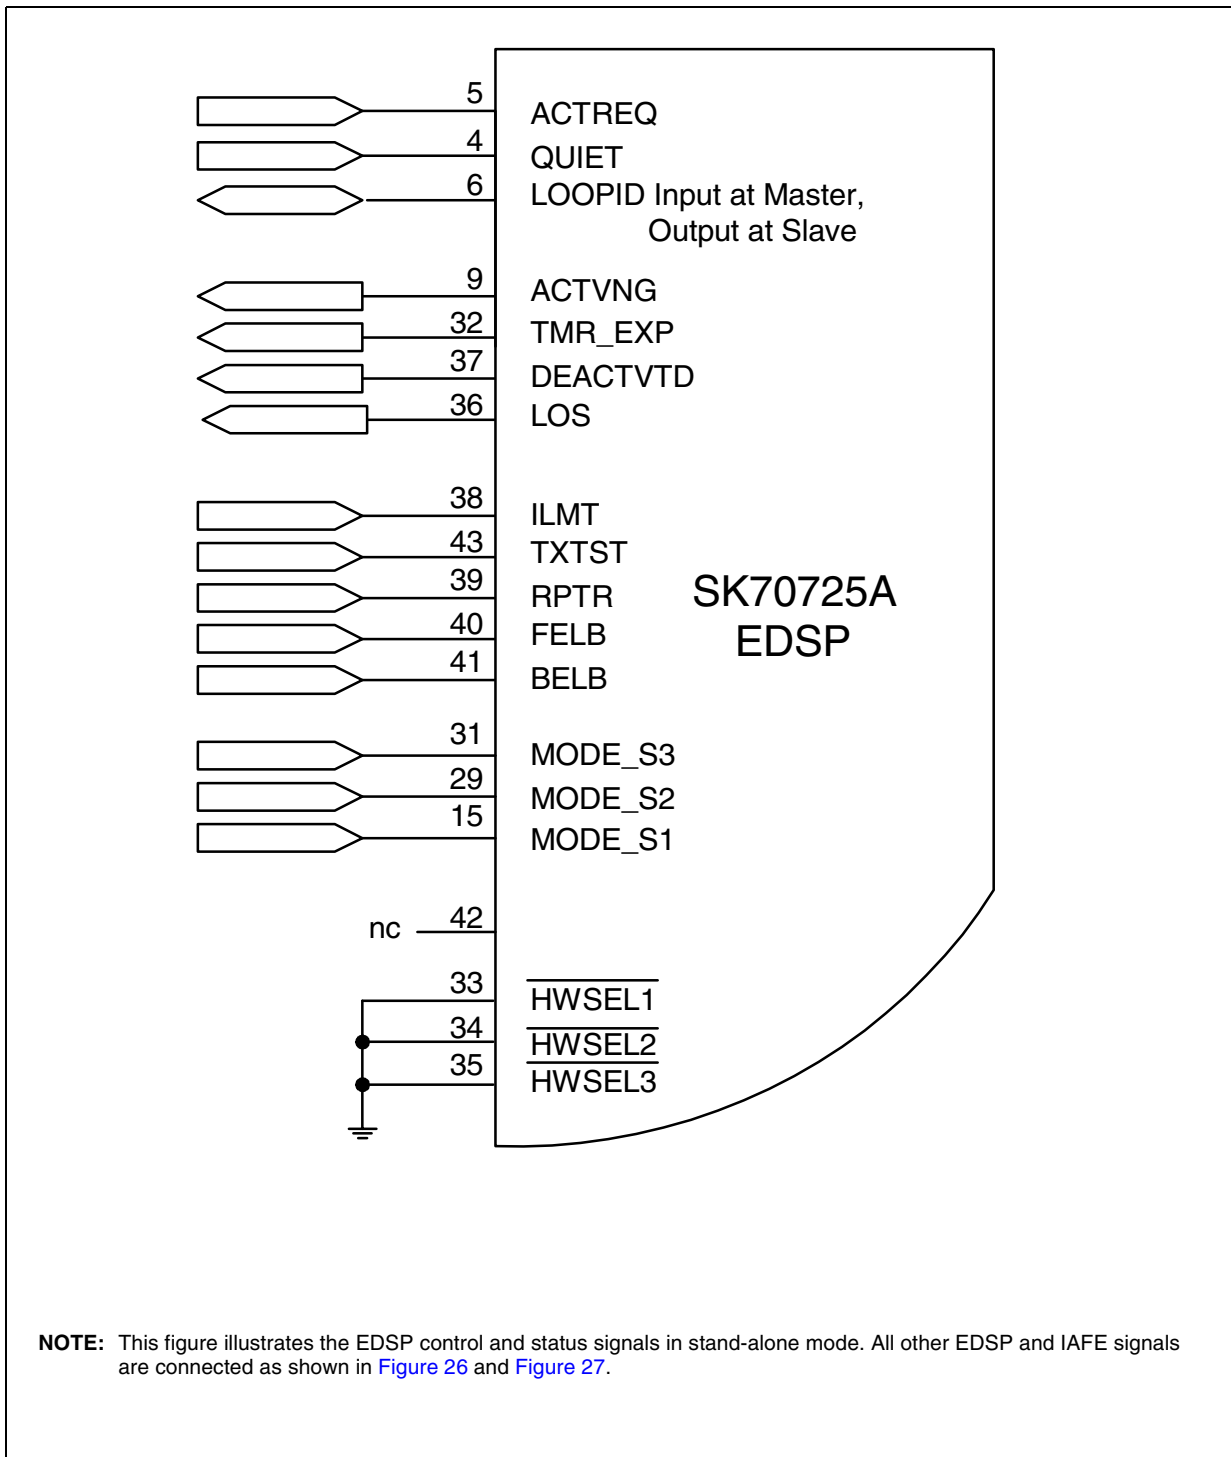 5 ACTREQ
4 QUIET
6 LOOPID Input at Master,
Output at Slave
9 ACTVNG
32 TMR_EXP
37 DEACTVTD
36 LOS
38 ILMT
43 TXTST
39 RPTR
40 FELB
41 BELB
SK70725A
EDSP
31 MODE_S3
29 MODE_S2
15 MODE_S1
nc 42
33 HWSEL1
34 HWSEL2
35 HWSEL3
NOTE: This figure illustrates the EDSP control and status signals in stand-alone mode. All other EDSP and IAFE signals
are connected as shown in Figure 26 and Figure 27.